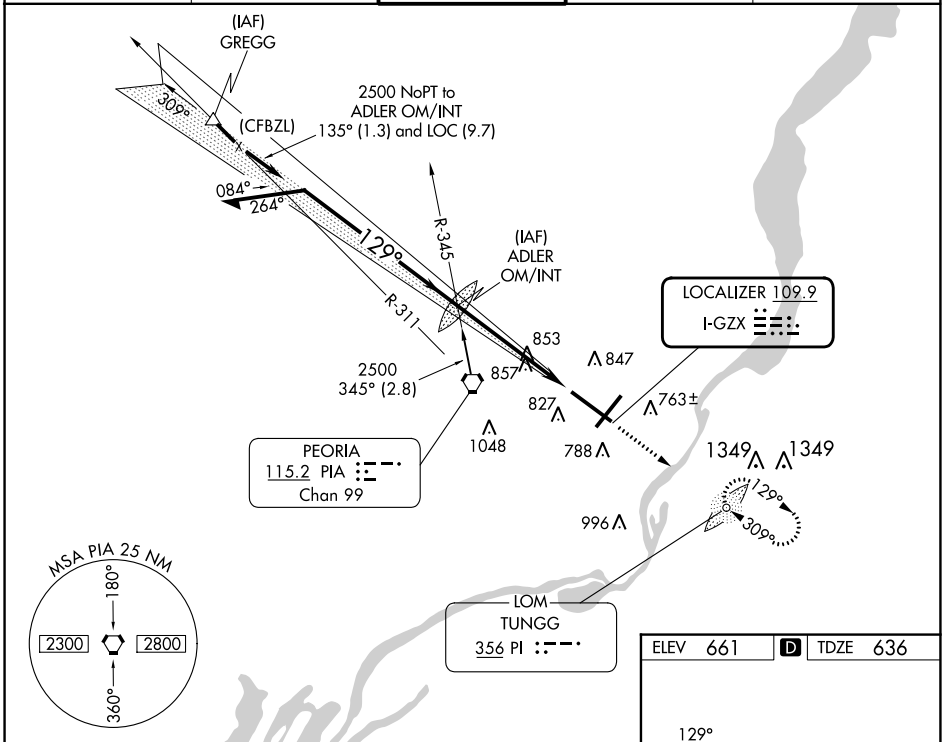 (IAF)
GREGG
309°
(CFBZL)
2500 NoPT to
ADLER OM/INT
135° (1.3) and LOC (9.7)
084°
264°
129°
R-345
(IAF)
ADLER
OM/INT
R-311
LOCALIZER 109.9
I-GZX
2500
345° (2.8)
853
857
847
827
763±
1048
788
1349
1349
PEORIA
115.2 PIA
Chan 99
996
129°
309°
MSA PIA 25 NM
180°
2300
2800
360°
LOM
TUNGG
356 PI
ELEV 661
D
TDZE 636
129°